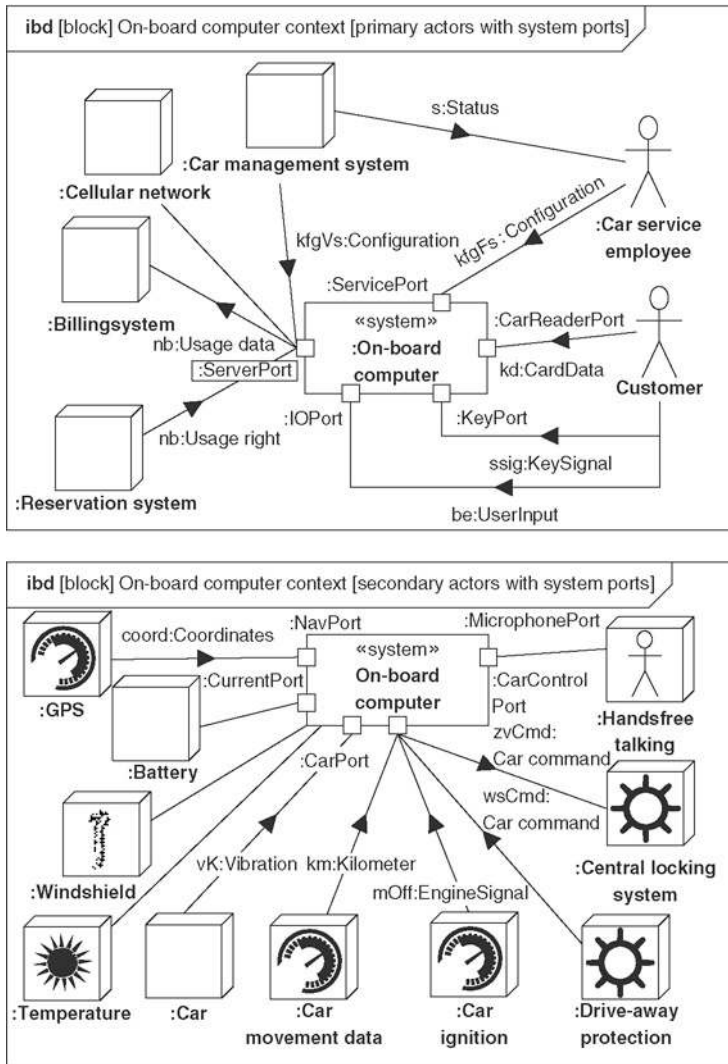 ibd [block] On-board computer context [primary actors with system ports]
s:Status
:Car management system
:Cellular network
:Car service
employee
kfgVs:Configuration
kfgFs:Configuration
:ServicePort
:Billingsystem
«system»
:On-board
computer
:CarReaderPort
nb:Usage data
:ServerPort
kd:CardData
Customer
:IOPort
:KeyPort
nb:Usage right
ssig:KeySignal
:Reservation system
be:UserInput
ibd [block] On-board computer context [secondary actors with system ports]
:NavPort
:MicrophonePort
coord:Coordinates
«system»
On-board
computer
:CurrentPort
:CarControl
Port
:GPS
:Handsfree
talking
zvCmd:
Car command
:Battery
:CarPort
wsCmd:
Car command
vK:Vibration
km:Kilometer
:Windshield
mOff:EngineSignal
:Central locking
system
:Temperature
:Car
:Car
movement data
:Car
ignition
:Drive-away
protection